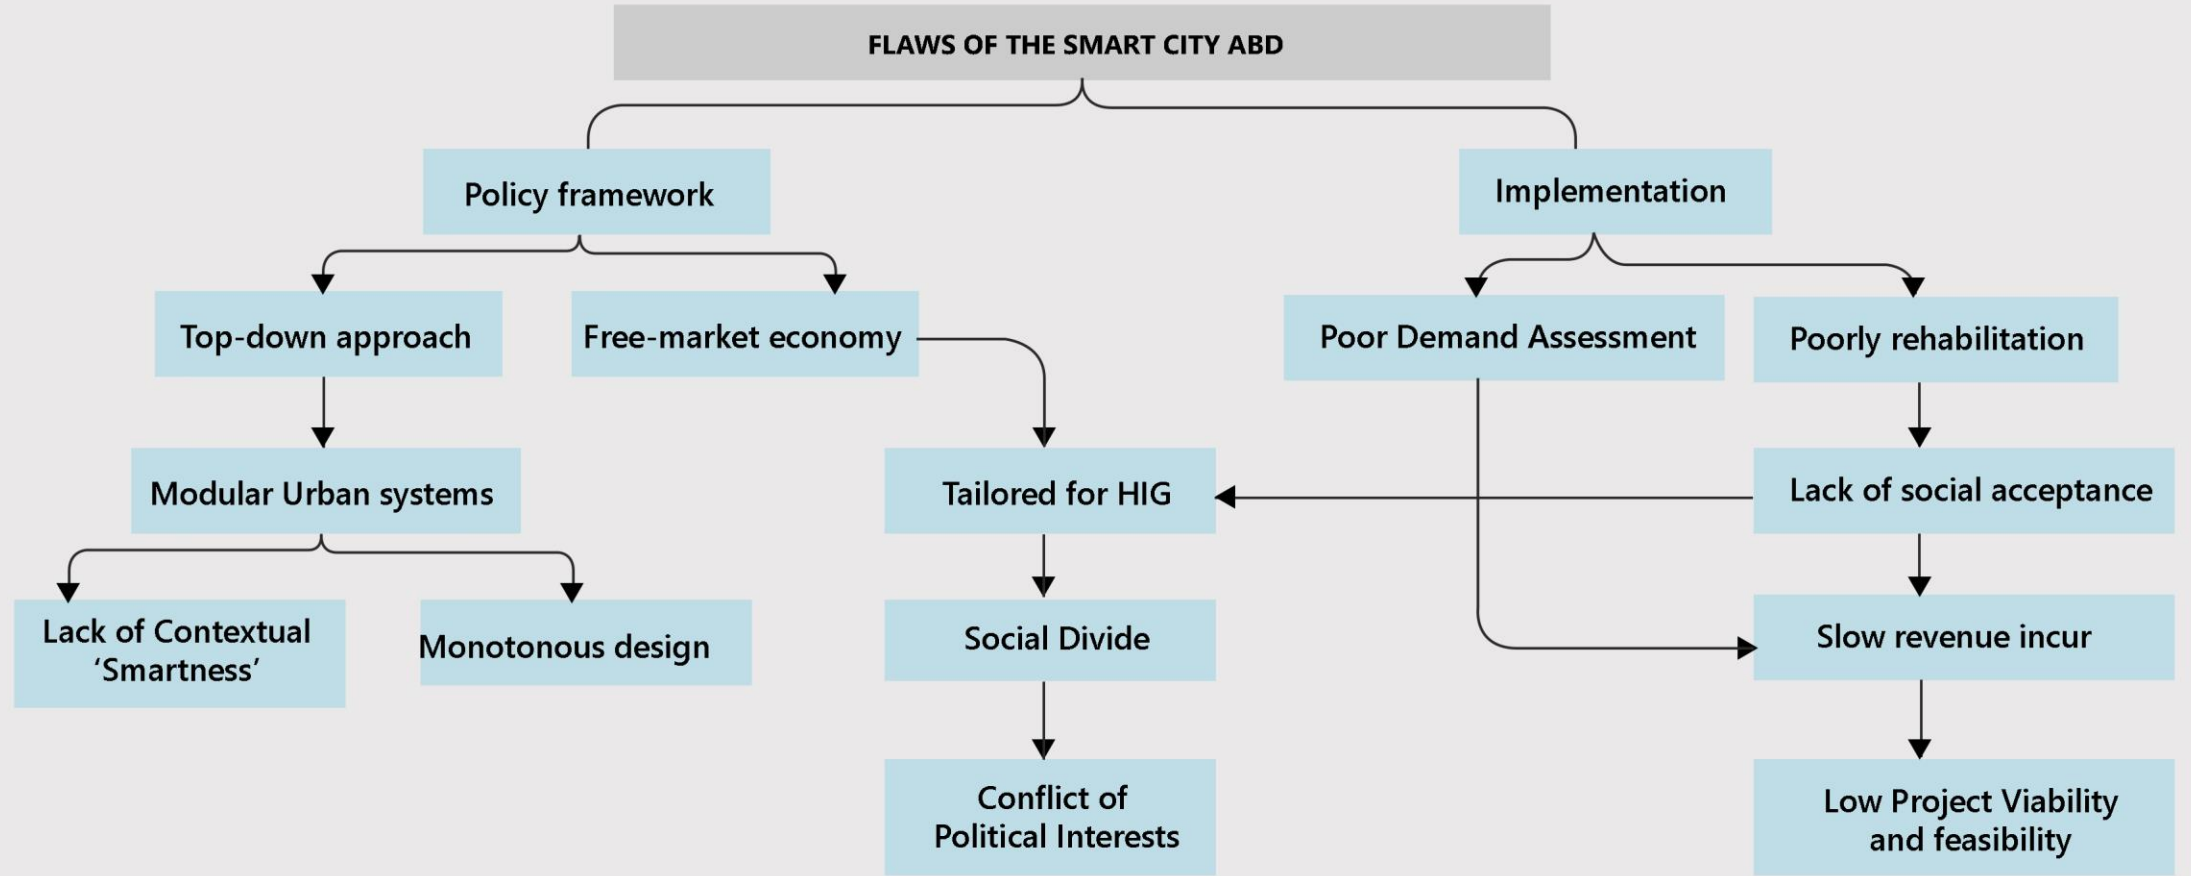 FLAWS OF THE SMART CITY ABD
Policy framework
Implementation
Top-down approach
Free-market economy
Poor Demand Assessment
Poorly rehabilitation
Modular Urban systems
Tailored for HIG
Lack of social acceptance
Lack of Contextual
‘Smartness’
Monotonous design
Social Divide
Slow revenue incur
Conflict of
Political Interests
Low Project Viability
and feasibility